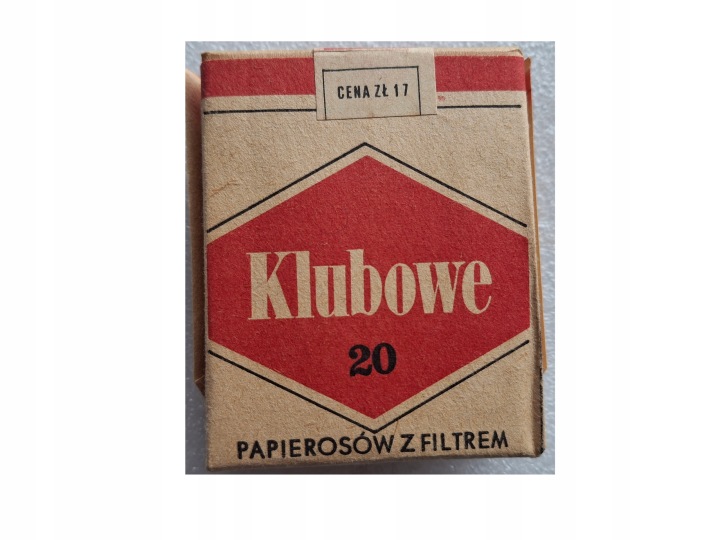 CENA ZŁ 17
Klubowe
20
PAPIEROSÓW Z FILTREM